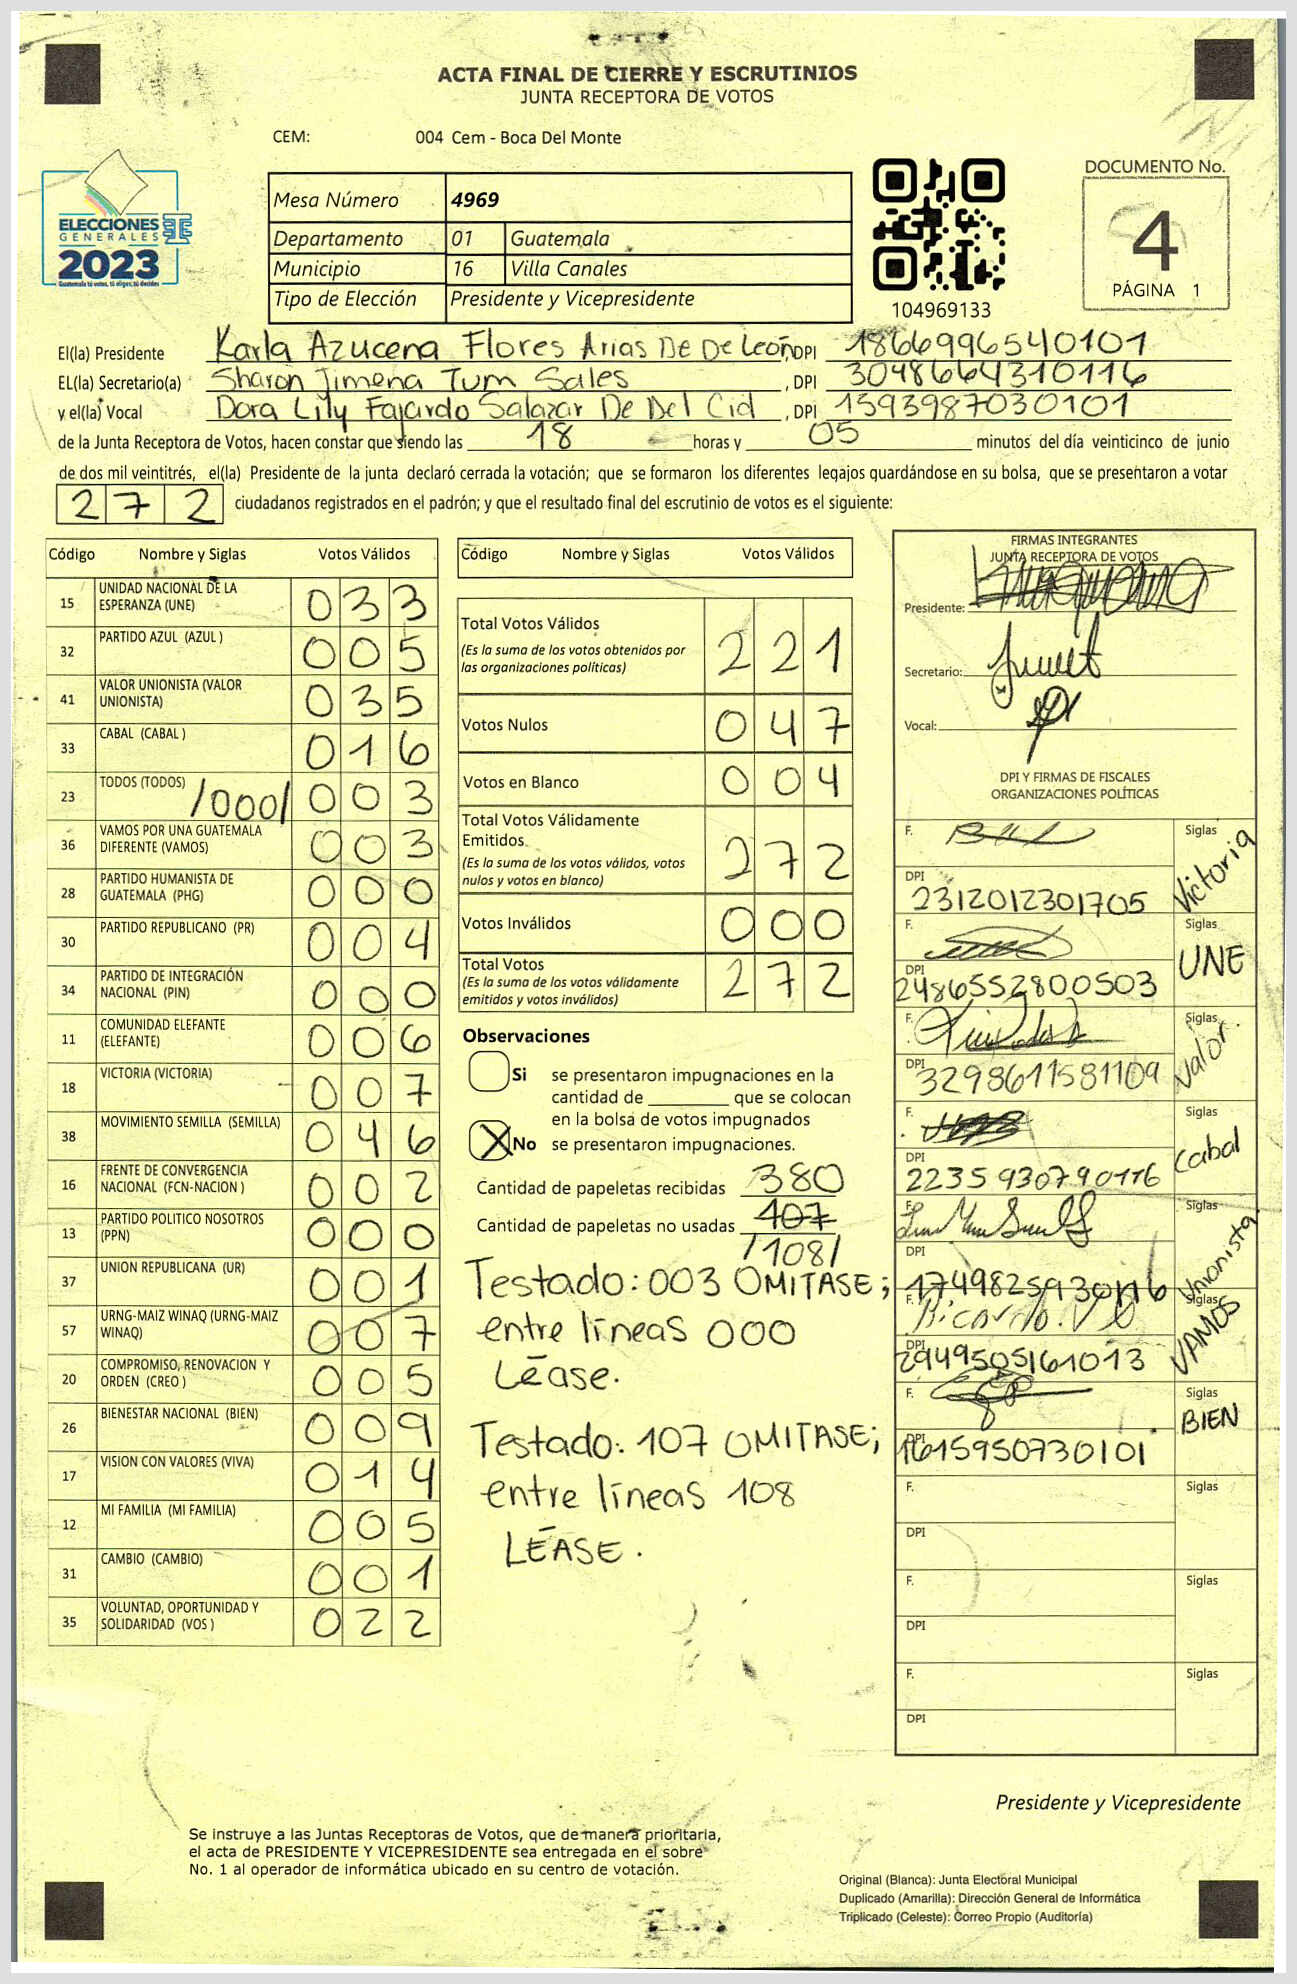 ACTA FINAL DE CIERRE Y ESCRUTINIOS
JUNTA RECEPTORA DE VOTOS
CEM: 004 Cem - Boca Del Monte
ELECCIONES
GENERALES
2023
Guatemala tú votas, tú eliges, tú decides
Mesa Número 4969
Departamento 01 Guatemala
Municipio 16 Villa Canales
Tipo de Elección Presidente y Vicepresidente
104969133
DOCUMENTO No.
4
PÁGINA 1
El(la) Presidente Karla Azucena Flores Arias De De León, DPI 1866996540101
EL(la) Secretario(a) Sharon Jimena Tum Sales, DPI 3098664310116
y el(la) Vocal Dora Lily Fajardo Salazar De Del Cid, DPI 1593987030101
de la Junta Receptora de Votos, hacen constar que siendo las 18 horas y 05 minutos del día veinticinco de junio
de dos mil veintitrés, el(la) Presidente de la junta declaró cerrada la votación; que se formaron los diferentes legajos guardándose en su bolsa, que se presentaron a votar
272 ciudadanos registrados en el padrón; y que el resultado final del escrutinio de votos es el siguiente:
Código Nombre y Siglas Votos Válidos
15 UNIDAD NACIONAL DE LA ESPERANZA (UNE) 033
32 PARTIDO AZUL (AZUL ) 005
41 VALOR UNIONISTA (VALOR UNIONISTA) 035
33 CABAL (CABAL ) 016
23 TODOS (TODOS) /000/ 003
36 VAMOS POR UNA GUATEMALA DIFERENTE (VAMOS) 003
28 PARTIDO HUMANISTA DE GUATEMALA (PHG) 000
30 PARTIDO REPUBLICANO (PR) 004
34 PARTIDO DE INTEGRACIÓN NACIONAL (PIN) 000
11 COMUNIDAD ELEFANTE (ELEFANTE) 006
18 VICTORIA (VICTORIA) 007
38 MOVIMIENTO SEMILLA (SEMILLA) 046
16 FRENTE DE CONVERGENCIA NACIONAL (FCN-NACION ) 002
13 PARTIDO POLITICO NOSOTROS (PPN) 000
37 UNION REPUBLICANA (UR) 001
57 URNG-MAIZ WINAQ (URNG-MAIZ WINAQ) 007
20 COMPROMISO, RENOVACION Y ORDEN (CREO ) 005
26 BIENESTAR NACIONAL (BIEN) 009
17 VISION CON VALORES (VIVA) 014
12 MI FAMILIA (MI FAMILIA) 005
31 CAMBIO (CAMBIO) 001
35 VOLUNTAD, OPORTUNIDAD Y SOLIDARIDAD (VOS ) 022
Código Nombre y Siglas Votos Válidos
Total Votos Válidos 221
(Es la suma de los votos obtenidos por
las organizaciones políticas)
Votos Nulos 047
Votos en Blanco 004
Total Votos Válidamente
Emitidos 272
(Es la suma de los votos válidos, votos
nulos y votos en blanco)
Votos Inválidos 000
Total Votos 272
(Es la suma de los votos válidamente
emitidos y votos inválidos)
Observaciones
Si se presentaron impugnaciones en la
cantidad de ________ que se colocan
en la bolsa de votos impugnados
X No se presentaron impugnaciones.
Cantidad de papeletas recibidas 380
Cantidad de papeletas no usadas 107
/108/
Testado: 003 OMITASE;
entre líneas 000
Léase.
Testado: 107 OMITASE;
entre líneas 108
LÉASE.
FIRMAS INTEGRANTES
JUNTA RECEPTORA DE VOTOS
Presidente:
Secretario:
Vocal:
DPI Y FIRMAS DE FISCALES
ORGANIZACIONES POLÍTICAS
F. Siglas Victoria
DPI 2312012301705
F. Siglas UNE
DPI 2486552800503
F. Siglas Valor.
DPI 3298611581109
F. Siglas Cabal
DPI 2235930790116
F. Siglas Unionista
DPI 1749825930116
F. Ricardo Siglas VAMOS
DPI 2949505161013
F. Siglas BIEN
DPI 1615950730101
F. Siglas
DPI
F. Siglas
DPI
F. Siglas
DPI
Presidente y Vicepresidente
Se instruye a las Juntas Receptoras de Votos, que de manera prioritaria,
el acta de PRESIDENTE Y VICEPRESIDENTE sea entregada en el sobre
No. 1 al operador de informática ubicado en su centro de votación.
Original (Blanca): Junta Electoral Municipal
Duplicado (Amarilla): Dirección General de Informática
Triplicado (Celeste): Correo Propio (Auditoría)